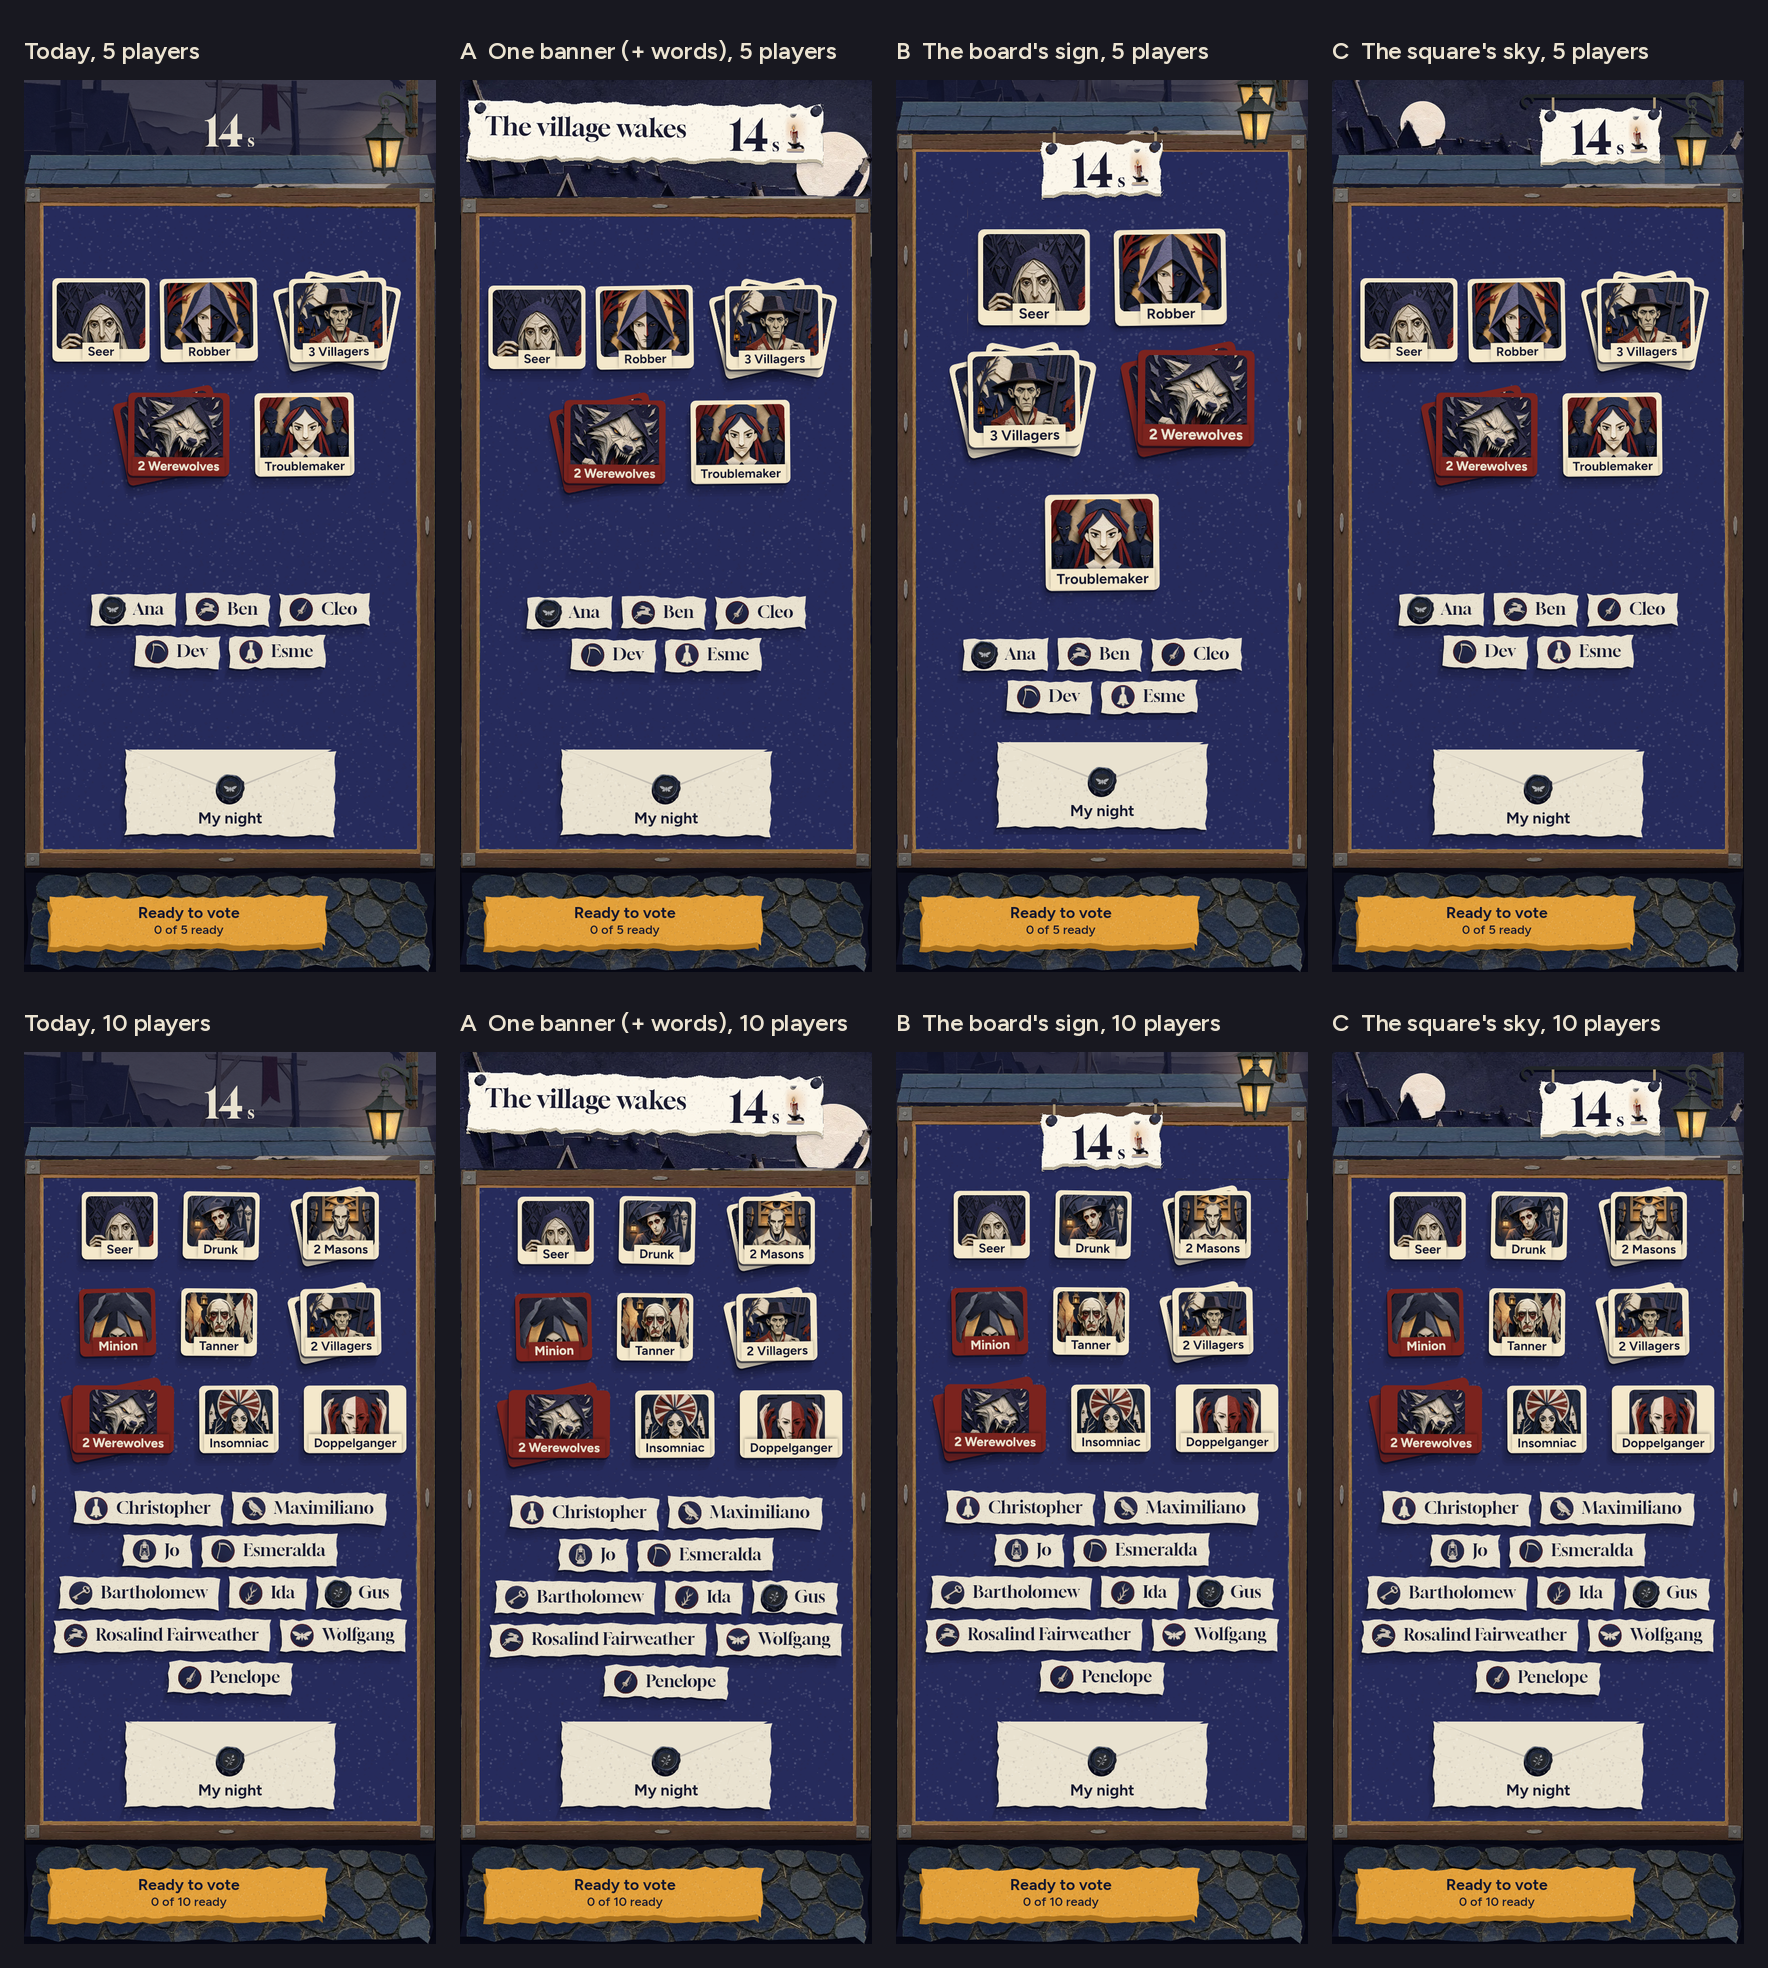 Today, 5 players
14 s
Seer
Robber
3 Villagers
2 Werewolves
Troublemaker
Ana
Ben
Cleo
Dev
Esme
My night
Ready to vote
0 of 5 ready
A One banner (+ words), 5 players
The village wakes
14 s
Seer
Robber
3 Villagers
2 Werewolves
Troublemaker
Ana
Ben
Cleo
Dev
Esme
My night
Ready to vote
0 of 5 ready
B The board's sign, 5 players
14 s
Seer
Robber
3 Villagers
2 Werewolves
Troublemaker
Ana
Ben
Cleo
Dev
Esme
My night
Ready to vote
0 of 5 ready
C The square's sky, 5 players
14 s
Seer
Robber
3 Villagers
2 Werewolves
Troublemaker
Ana
Ben
Cleo
Dev
Esme
My night
Ready to vote
0 of 5 ready
Today, 10 players
14 s
Seer
Drunk
2 Masons
Minion
Tanner
2 Villagers
2 Werewolves
Insomniac
Doppelganger
Christopher
Maximiliano
Jo
Esmeralda
Bartholomew
Ida
Gus
Rosalind Fairweather
Wolfgang
Penelope
My night
Ready to vote
0 of 10 ready
A One banner (+ words), 10 players
The village wakes
14 s
Seer
Drunk
2 Masons
Minion
Tanner
2 Villagers
2 Werewolves
Insomniac
Doppelganger
Christopher
Maximiliano
Jo
Esmeralda
Bartholomew
Ida
Gus
Rosalind Fairweather
Wolfgang
Penelope
My night
Ready to vote
0 of 10 ready
B The board's sign, 10 players
14 s
Seer
Drunk
2 Masons
Minion
Tanner
2 Villagers
2 Werewolves
Insomniac
Doppelganger
Christopher
Maximiliano
Jo
Esmeralda
Bartholomew
Ida
Gus
Rosalind Fairweather
Wolfgang
Penelope
My night
Ready to vote
0 of 10 ready
C The square's sky, 10 players
14 s
Seer
Drunk
2 Masons
Minion
Tanner
2 Villagers
2 Werewolves
Insomniac
Doppelganger
Christopher
Maximiliano
Jo
Esmeralda
Bartholomew
Ida
Gus
Rosalind Fairweather
Wolfgang
Penelope
My night
Ready to vote
0 of 10 ready